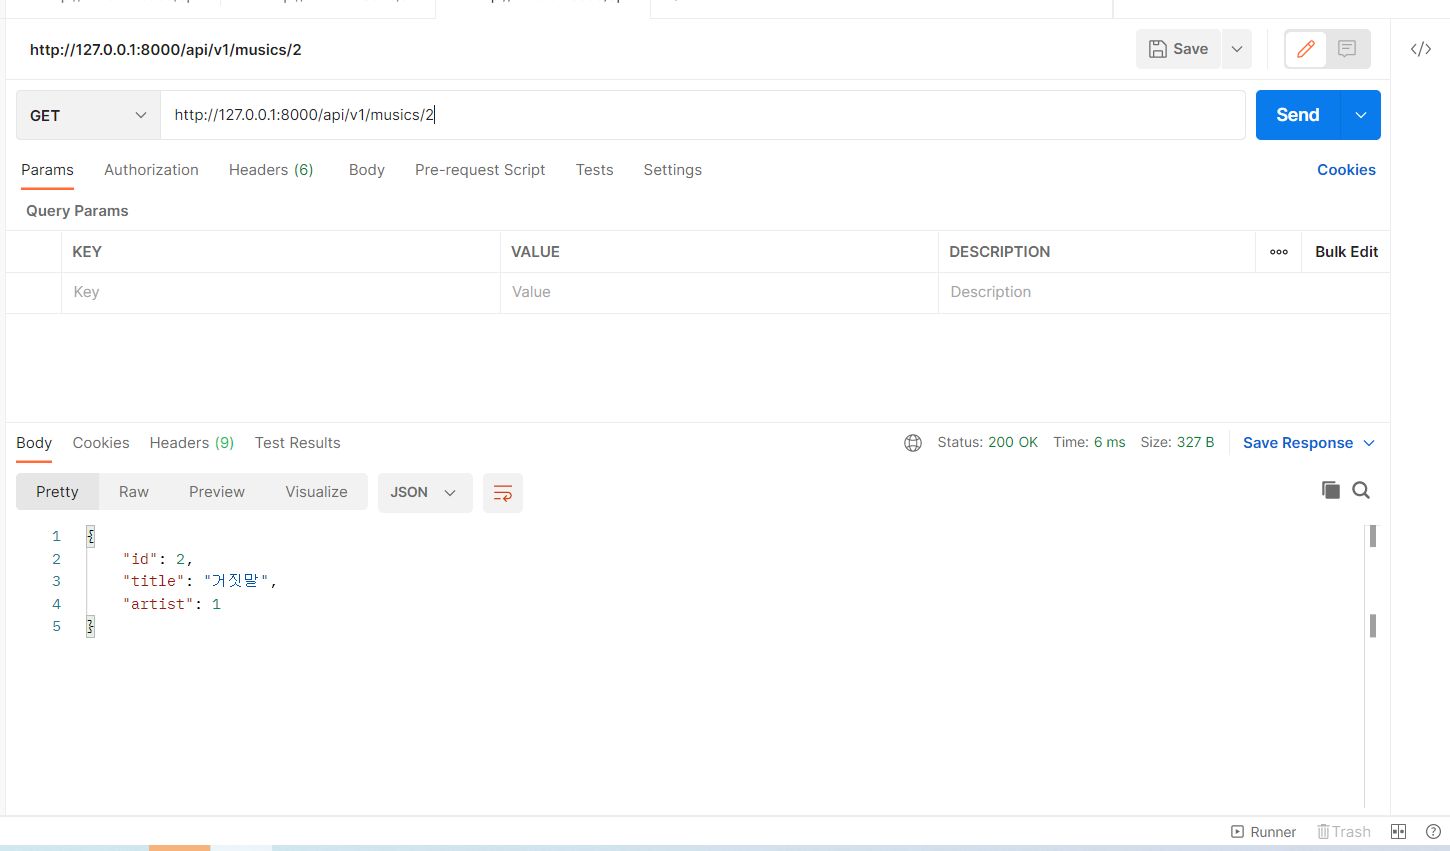 http://127.0.0.1:8000/api/v1/musics/2
Save
GET
http://127.0.0.1:8000/api/v1/musics/2
Send
Params Authorization Headers (6) Body Pre-request Script Tests Settings Cookies
Query Params
KEY VALUE DESCRIPTION Bulk Edit
Key Value Description
Body Cookies Headers (9) Test Results Status: 200 OK Time: 6 ms Size: 327 B Save Response
Pretty Raw Preview Visualize JSON
1 {
2 "id": 2,
3 "title": "거짓말",
4 "artist": 1
5 }
Runner Trash